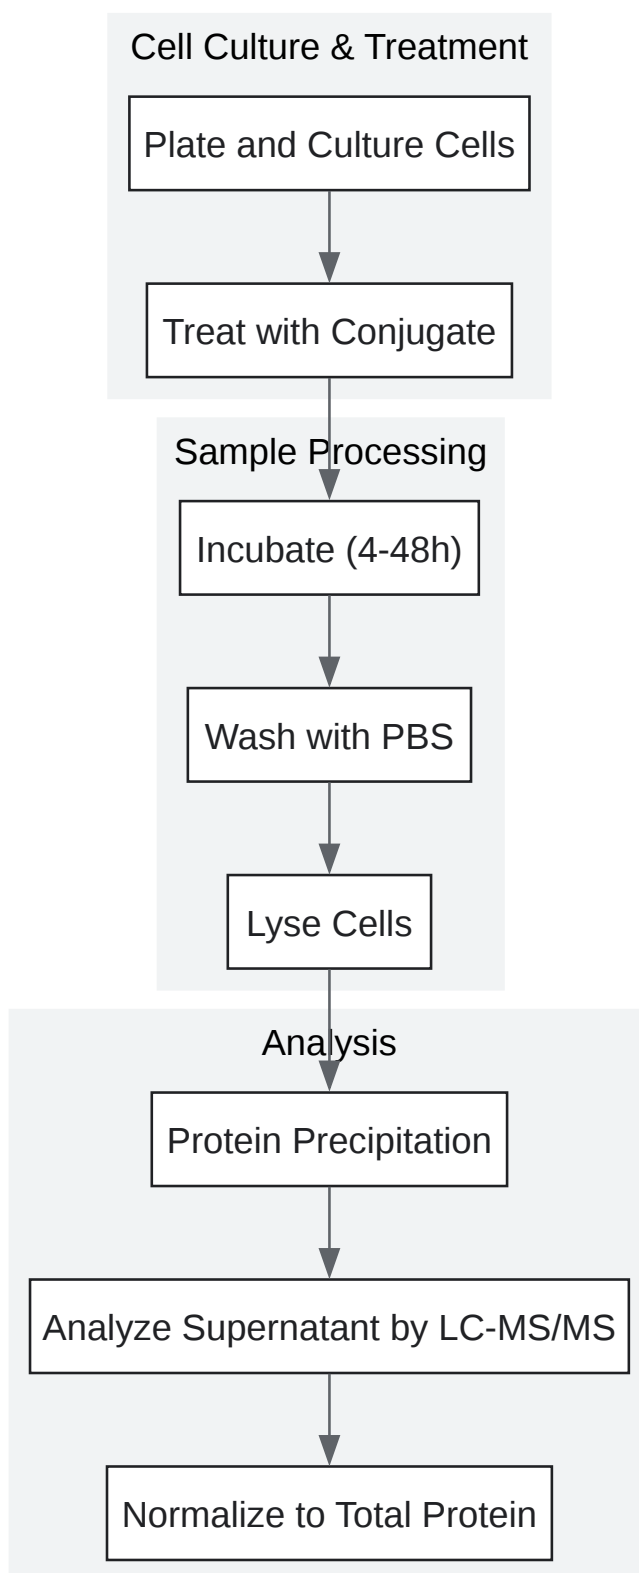 Cell Culture & Treatment
Plate and Culture Cells
Treat with Conjugate
Sample Processing
Incubate (4-48h)
Wash with PBS
Lyse Cells
Analysis
Protein Precipitation
Analyze Supernatant by LC-MS/MS
Normalize to Total Protein